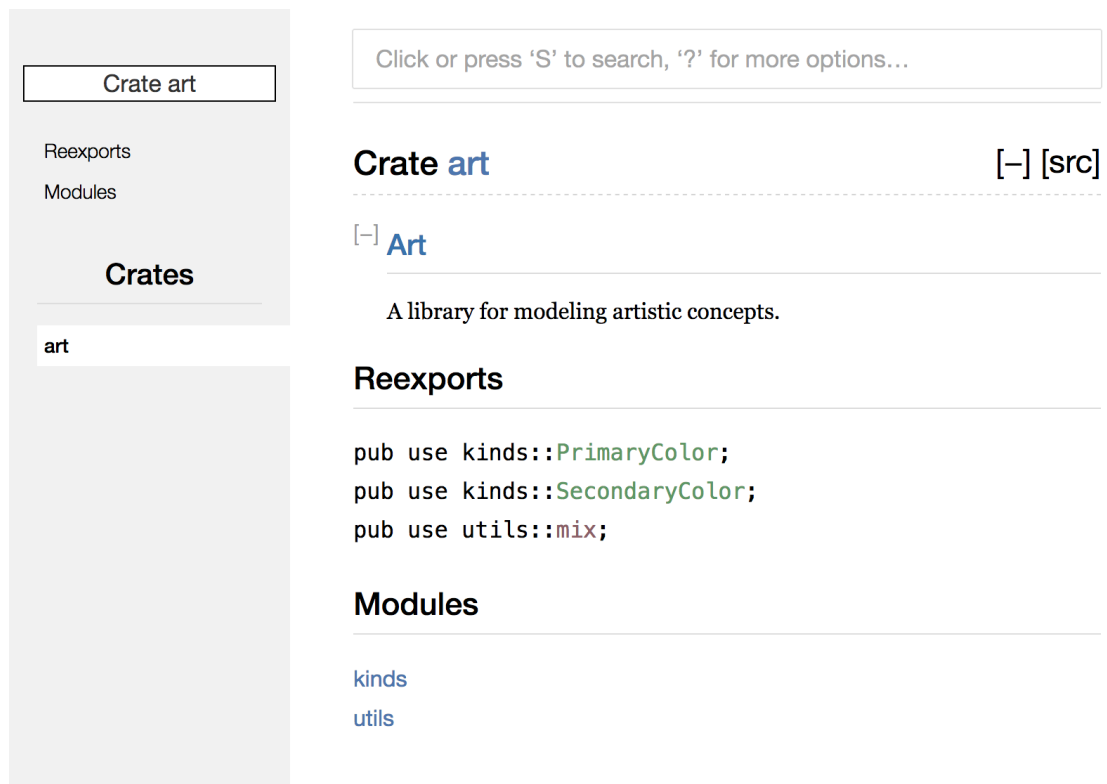 Crate art
Reexports
Modules
Crates
art
Click or press ‘S’ to search, ‘?’ for more options…
Crate art [−] [src]
[−] Art
A library for modeling artistic concepts.
Reexports
pub use kinds::PrimaryColor;
pub use kinds::SecondaryColor;
pub use utils::mix;
Modules
kinds
utils